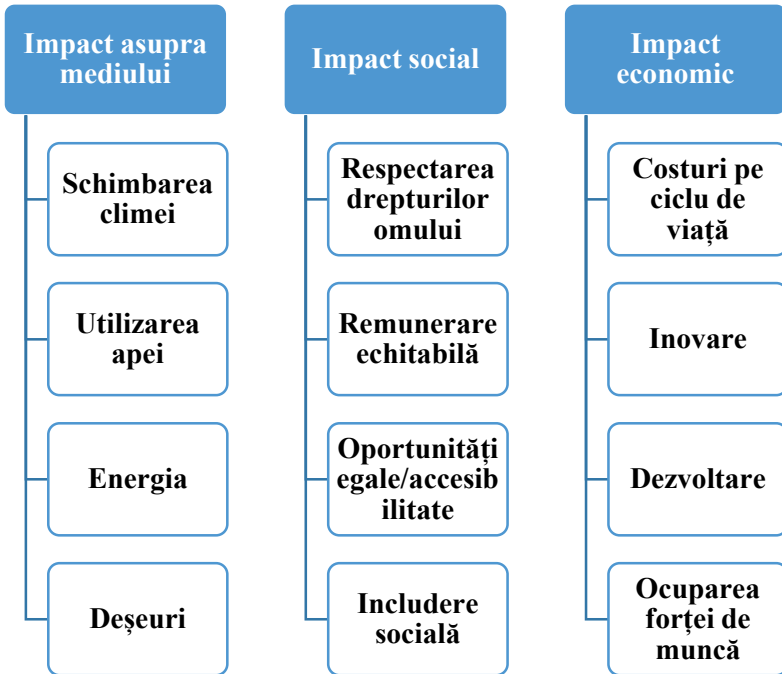 Impact asupra
mediului
Schimbarea
climei
Utilizarea
apei
Energia
Deșeuri
Impact social
Respectarea
drepturilor
omului
Remunerare
echitabilă
Oportunități
egale/accesib
ilitate
Includere
socială
Impact
economic
Costuri pe
ciclu de
viață
Inovare
Dezvoltare
Ocuparea
forței de
muncă